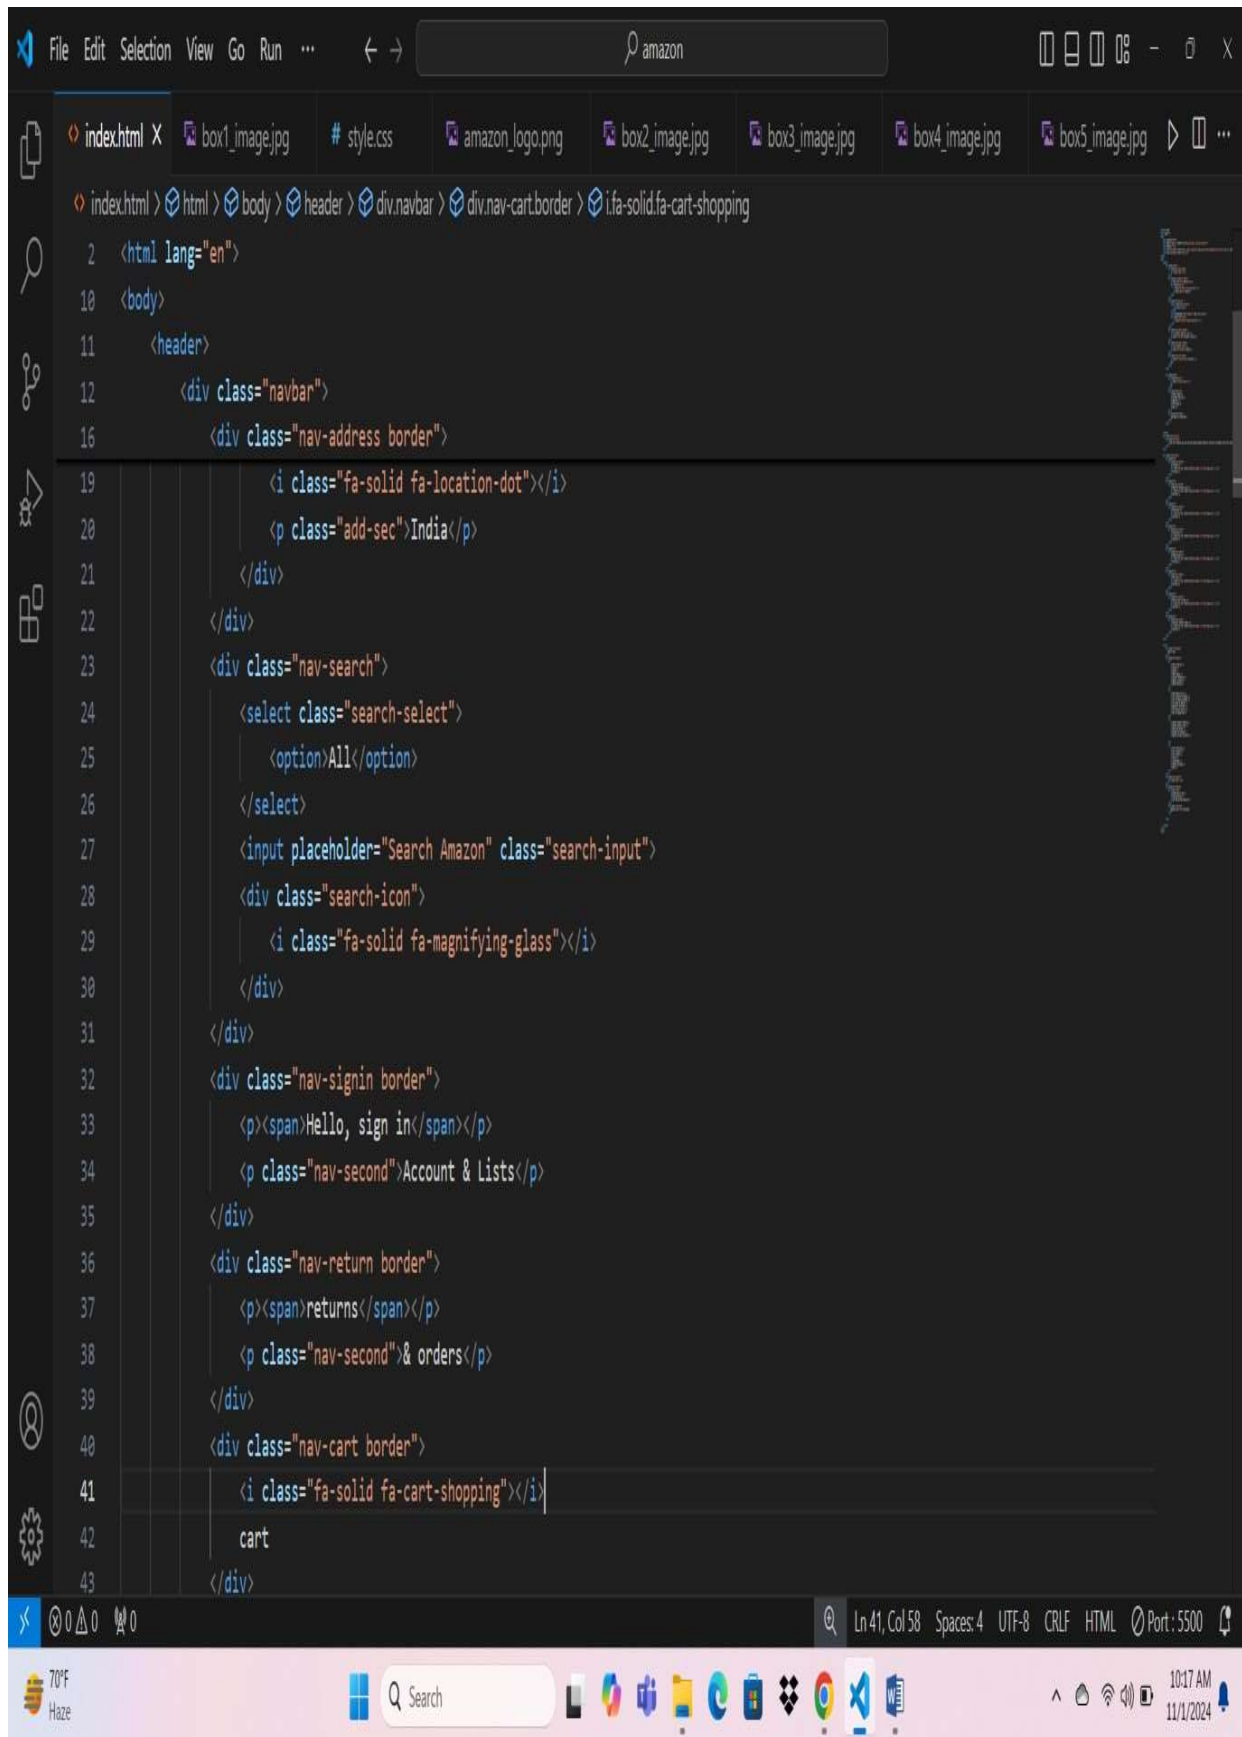 File Edit Selection View Go Run ··· amazon
index.html box1_image.jpg # style.css amazon_logo.png box2_image.jpg box3_image.jpg box4_image.jpg box5_image.jpg ···
index.html > html > body > header > div.navbar > div.nav-cart.border > i.fa-solid.fa-cart-shopping
2 <html lang="en">
10 <body>
11 <header>
12 <div class="navbar">
16 <div class="nav-address border">
19 <i class="fa-solid fa-location-dot"></i>
20 <p class="add-sec">India</p>
21 </div>
22 </div>
23 <div class="nav-search">
24 <select class="search-select">
25 <option>All</option>
26 </select>
27 <input placeholder="Search Amazon" class="search-input">
28 <div class="search-icon">
29 <i class="fa-solid fa-magnifying-glass"></i>
30 </div>
31 </div>
32 <div class="nav-signin border">
33 <p><span>Hello, sign in</span></p>
34 <p class="nav-second">Account & Lists</p>
35 </div>
36 <div class="nav-return border">
37 <p><span>returns</span></p>
38 <p class="nav-second">& orders</p>
39 </div>
40 <div class="nav-cart border">
41 <i class="fa-solid fa-cart-shopping"></i>
42 cart
43 </div>
0 0 0 Ln 41, Col 58 Spaces: 4 UTF-8 CRLF HTML Port : 5500
70°F
Haze
Search
10:17 AM
11/1/2024